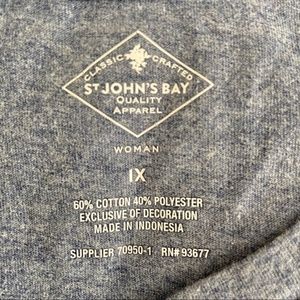 CLASSIC CRAFTED
ST JOHN'S BAY
QUALITY
APPAREL
WOMAN
1X
60% COTTON 40% POLYESTER
EXCLUSIVE OF DECORATION
MADE IN INDONESIA
SUPPLIER 70950-1 RN# 93677